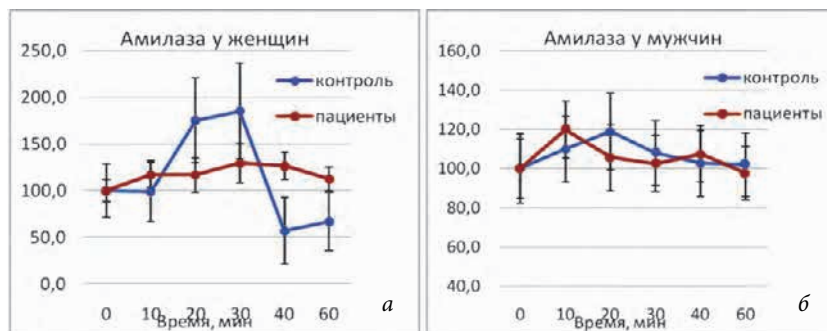 Амилаза у женщин
250,0
200,0
150,0
100,0
50,0
0,0
контроль
пациенты
0 10 20 30 40 60
Время, мин
а
Амилаза у мужчин
160,0
140,0
120,0
100,0
80,0
60,0
40,0
контроль
пациенты
0 10 20 30 40 60
Время, мин
б